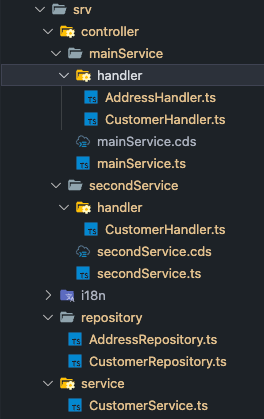 srv
controller
mainService
handler
TS AddressHandler.ts
TS CustomerHandler.ts
mainService.cds
TS mainService.ts
secondService
handler
TS CustomerHandler.ts
secondService.cds
TS secondService.ts
i18n
repository
TS AddressRepository.ts
TS CustomerRepository.ts
service
TS CustomerService.ts